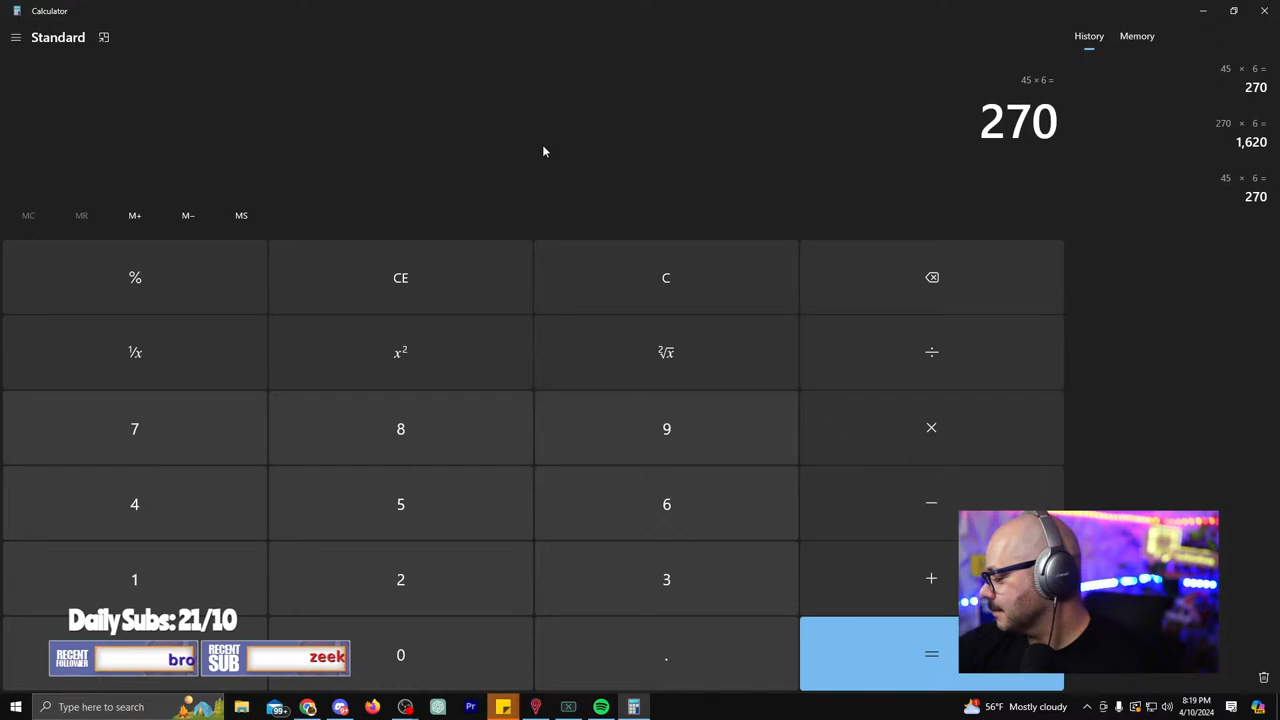 Calculator
Standard
History Memory
45 × 6 =
270
45 × 6 =
270
270 × 6 =
1,620
45 × 6 =
270
MC MR M+ M− MS
% CE C
⅟x x² ²√x ÷
7 8 9 ×
4 5 6 −
1 2 3 +
0 . =
Daily Subs: 21/10
RECENT FOLLOWER bro
RECENT SUB zeek
Type here to search
99+
Pr
56°F Mostly cloudy
8:19 PM
4/10/2024